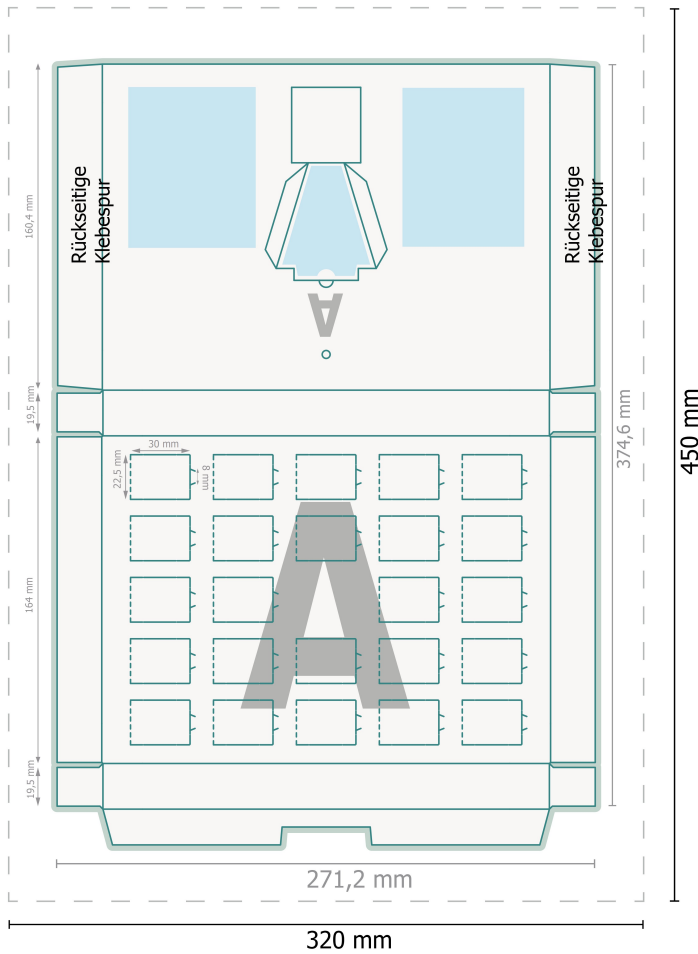 Rückseitige
Klebespur
Rückseitige
Klebespur
160,4 mm
A
19,5 mm
374,6 mm
450 mm
30 mm
22,5 mm
8 mm
A
164 mm
19,5 mm
271,2 mm
320 mm